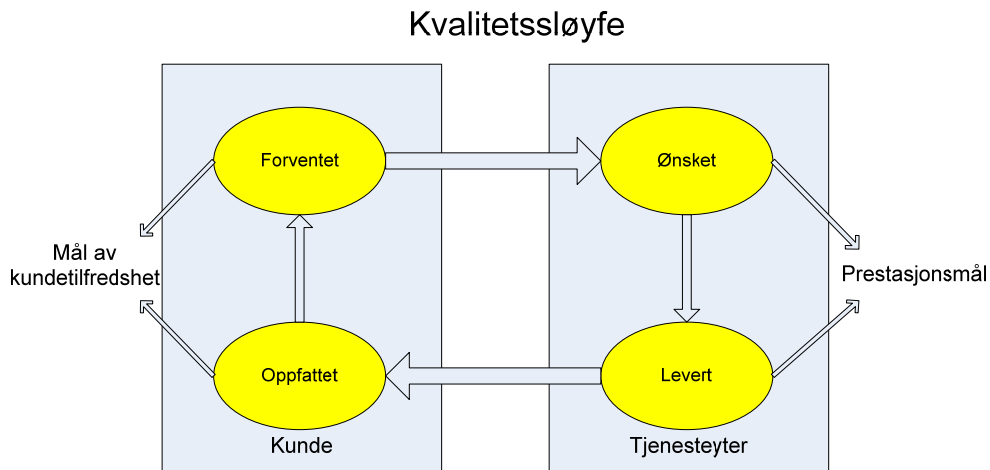 Kvalitetssløyfe
Forventet
Ønsket
Mål av
kundetilfredshet
Prestasjonsmål
Oppfattet
Levert
Kunde
Tjenesteyter